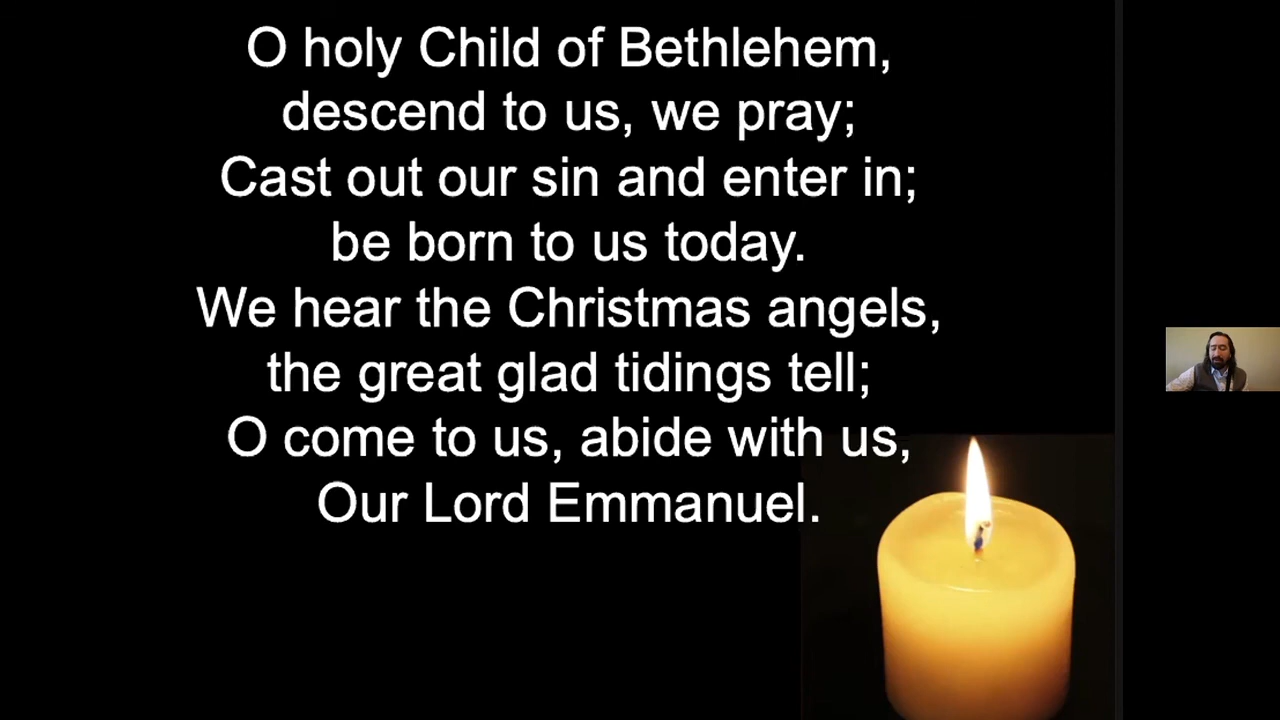 O holy Child of Bethlehem,
descend to us, we pray;
Cast out our sin and enter in;
be born to us today.
We hear the Christmas angels,
the great glad tidings tell;
O come to us, abide with us,
Our Lord Emmanuel.